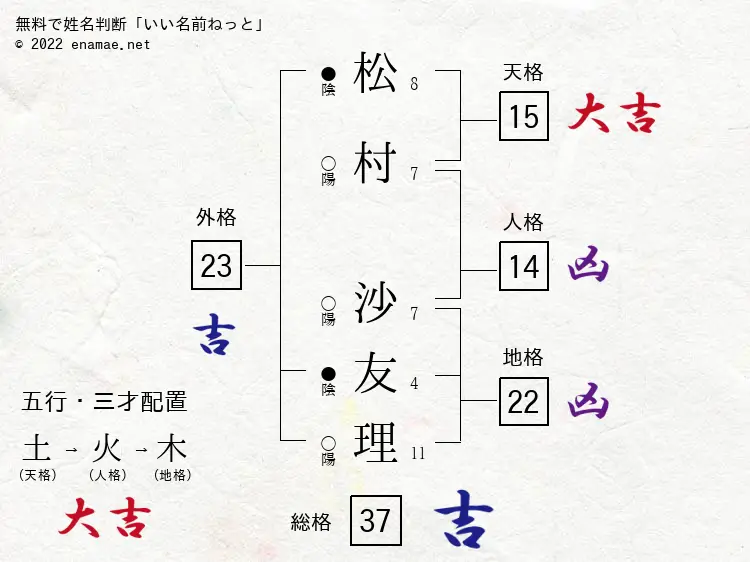 無料で姓名判断「いい名前ねっと」
© 2022 enamae.net
天格
●陰 松 8
15 大吉
○陽 村 7
外格
人格
23
14 凶
○陽 沙 7
吉
地格
●陰 友 4
22 凶
五行・三才配置
○陽 理 11
土→火→木
(天格) (人格) (地格)
大吉
総格 37 吉